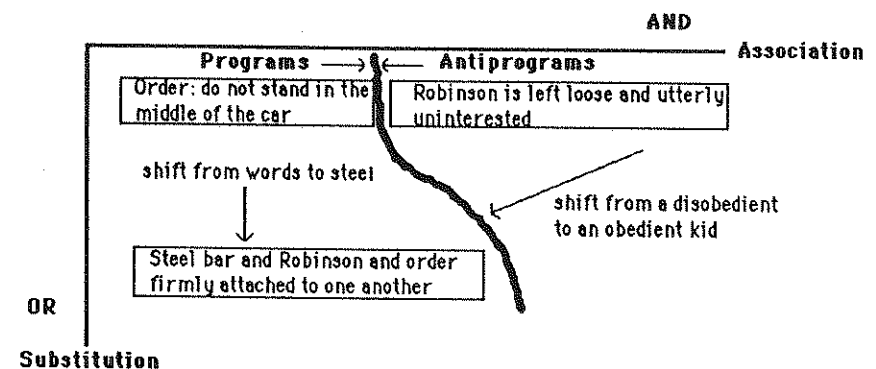 AND
Association
Programs
Antiprograms
Order: do not stand in the
middle of the car
Robinson is left loose and utterly
uninterested
shift from words to steel
shift from a disobedient
to an obedient kid
Steel bar and Robinson and order
firmly attached to one another
OR
Substitution